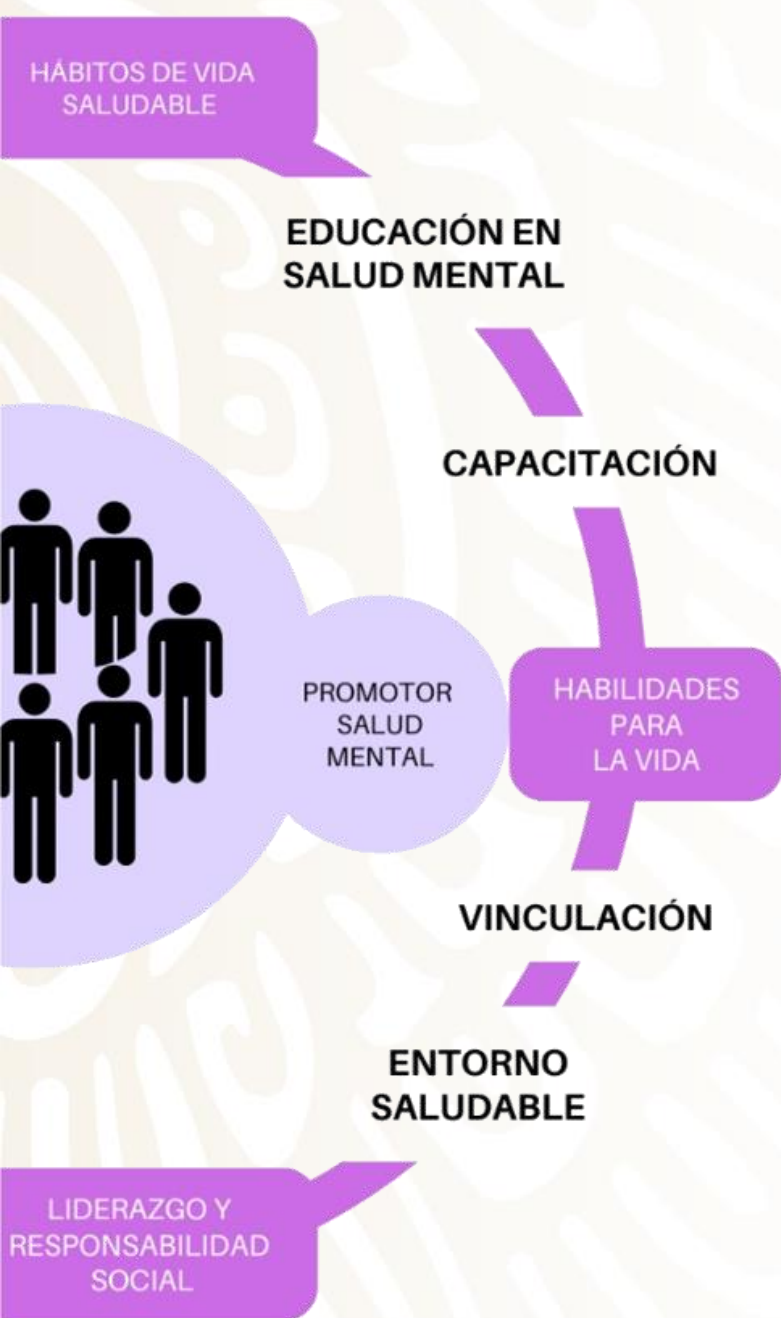 HÁBITOS DE VIDA
SALUDABLE
EDUCACIÓN EN
SALUD MENTAL
CAPACITACIÓN
PROMOTOR
SALUD
MENTAL
HABILIDADES
PARA
LA VIDA
VINCULACIÓN
ENTORNO
SALUDABLE
LIDERAZGO Y
RESPONSABILIDAD
SOCIAL